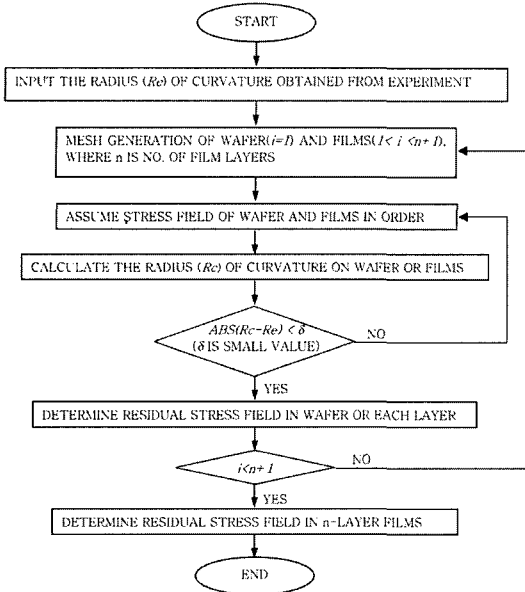 START
INPUT THE RADIUS (Re) OF CURVATURE OBTAINED FROM EXPERIMENT
MESH GENERATION OF WAFER(i=1) AND FILMS(1< i <n+1),
WHERE n IS NO. OF FILM LAYERS
ASSUME STRESS FIELD OF WAFER AND FILMS IN ORDER
CALCULATE THE RADIUS (Rc) OF CURVATURE ON WAFER OR FILMS
ABS(Rc-Re) < δ
(δ IS SMALL VALUE)
NO
YES
DETERMINE RESIDUAL STRESS FIELD IN WAFER OR EACH LAYER
i<n+1
NO
YES
DETERMINE RESIDUAL STRESS FIELD IN n-LAYER FILMS
END